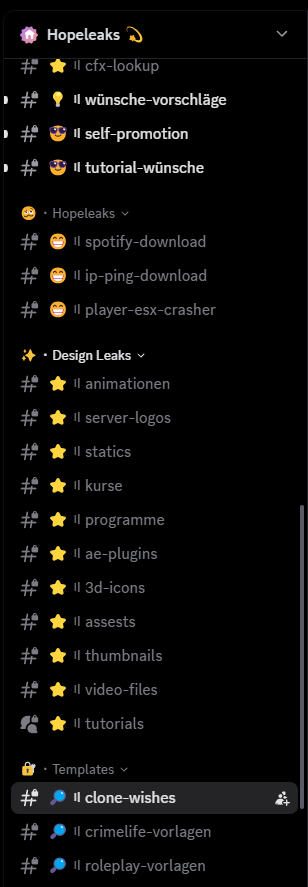 Hopeleaks
cfx-lookup
wünsche-vorschläge
self-promotion
tutorial-wünsche
• Hopeleaks
spotify-download
ip-ping-download
player-esx-crasher
• Design Leaks
animationen
server-logos
statics
kurse
programme
ae-plugins
3d-icons
assests
thumbnails
video-files
tutorials
• Templates
clone-wishes
crimelife-vorlagen
roleplay-vorlagen